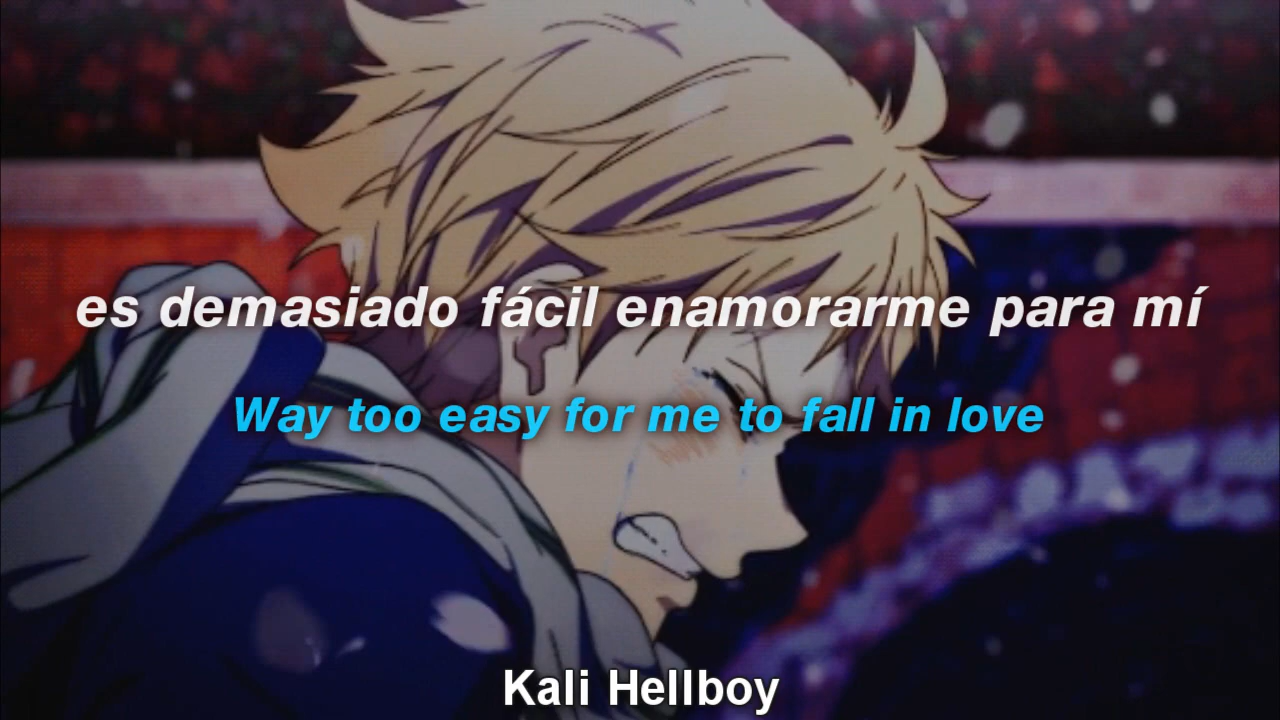 es demasiado fácil enamorarme para mí
Way too easy for me to fall in love
Kali Hellboy